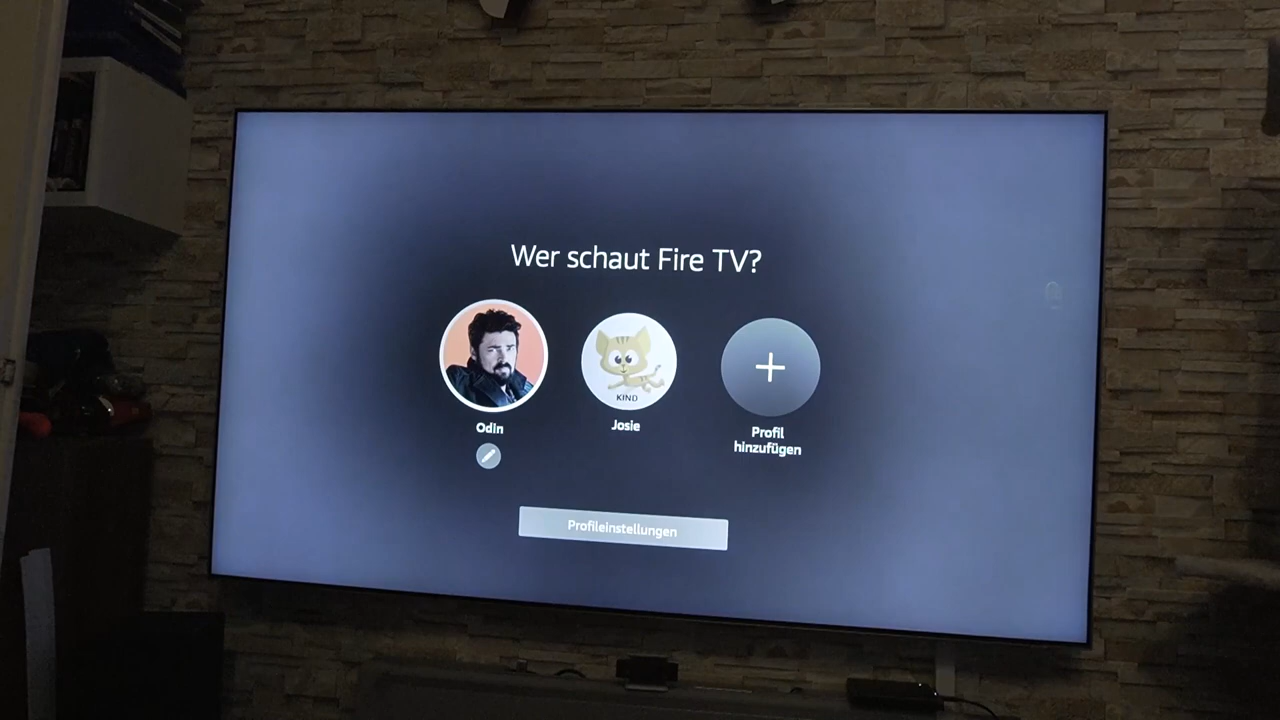 Wer schaut Fire TV?
KIND
Odin
Josie
Profil
hinzufügen
Profileinstellungen